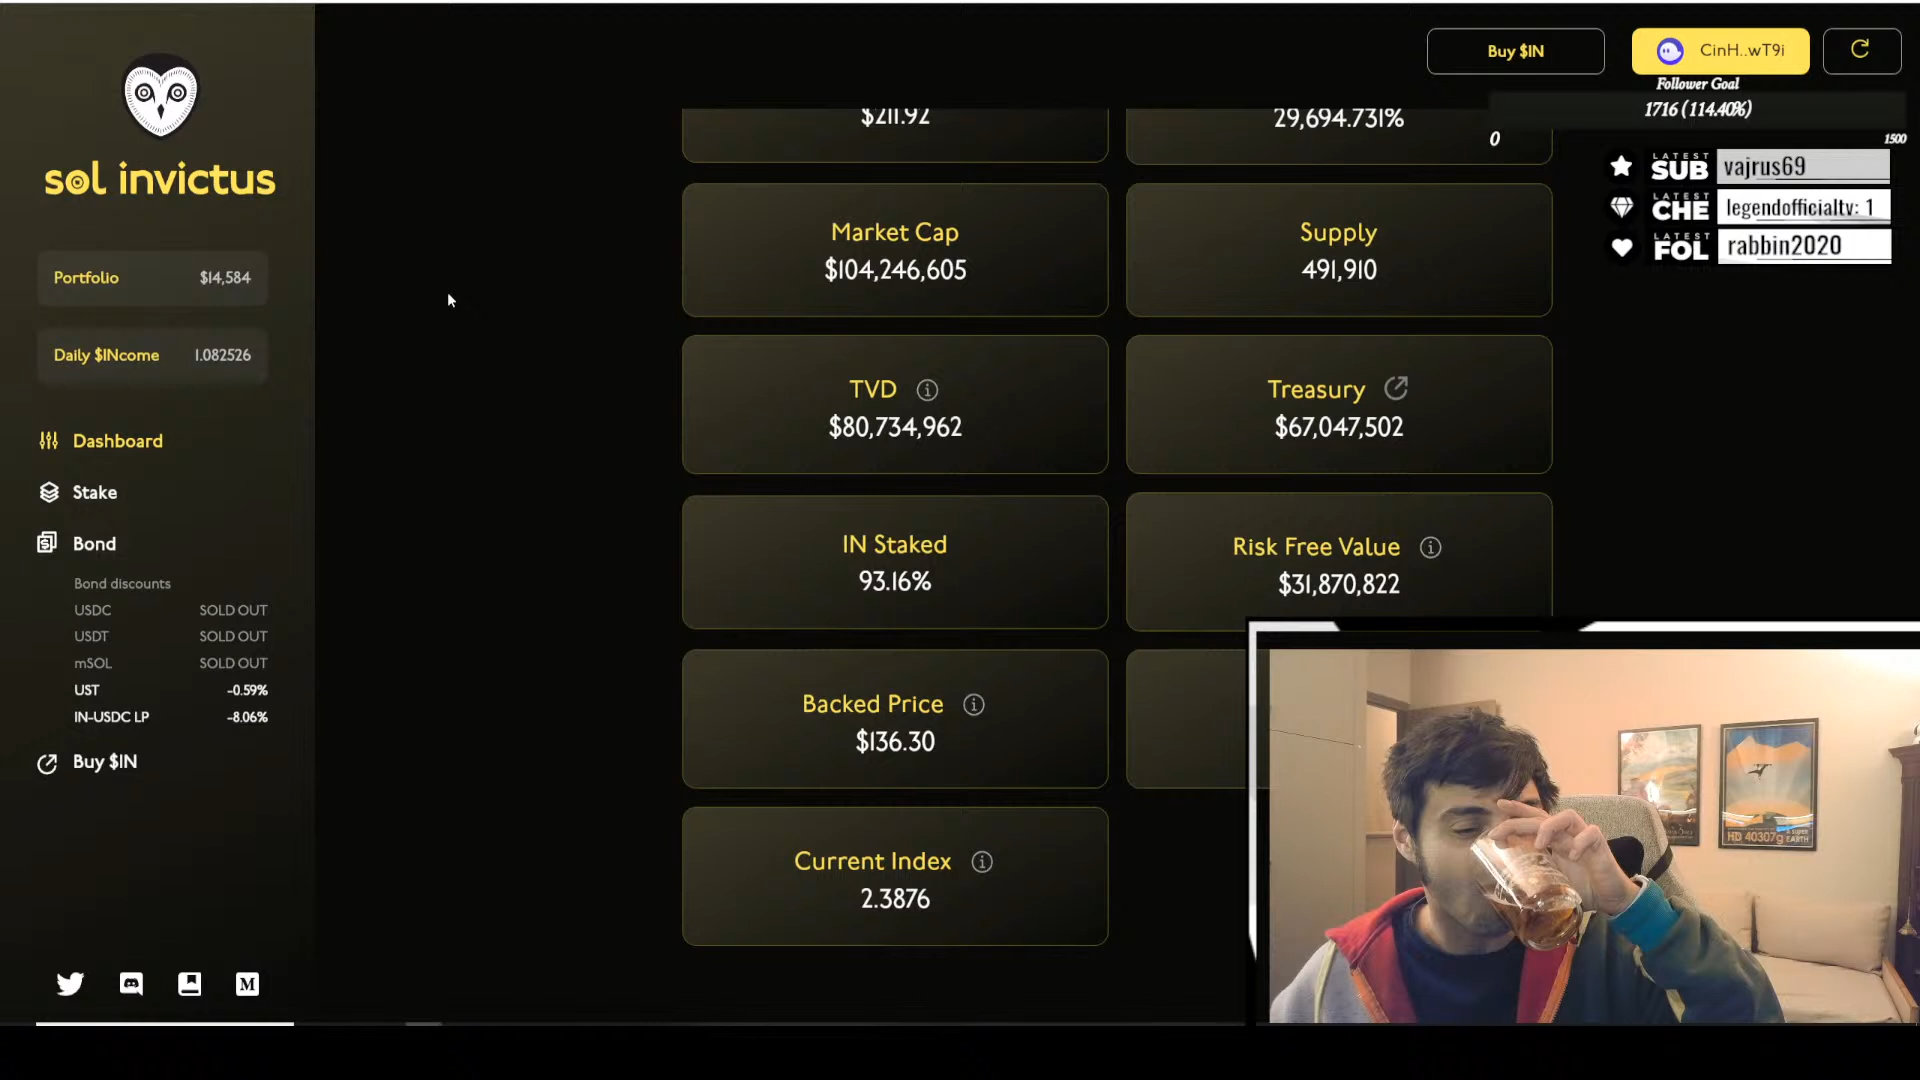 sol invictus
Portfolio $14,584
Daily $INcome 1.082526
Dashboard
Stake
Bond
Bond discounts
USDC SOLD OUT
USDT SOLD OUT
mSOL SOLD OUT
UST -0.59%
IN-USDC LP -8.06%
Buy $IN
M
Buy $IN
CinH..wT9i
Follower Goal
1716 (114.40%)
0
1500
LATEST
SUB vajrus69
LATEST
CHE legendofficialtv: 1
LATEST
FOL rabbin2020
$211.92
29,694.731%
Market Cap
$104,246,605
Supply
491,910
TVD
$80,734,962
Treasury
$67,047,502
IN Staked
93.16%
Risk Free Value
$31,870,822
Backed Price
$136.30
Current Index
2.3876
HD 40307g
SUPER
EARTH